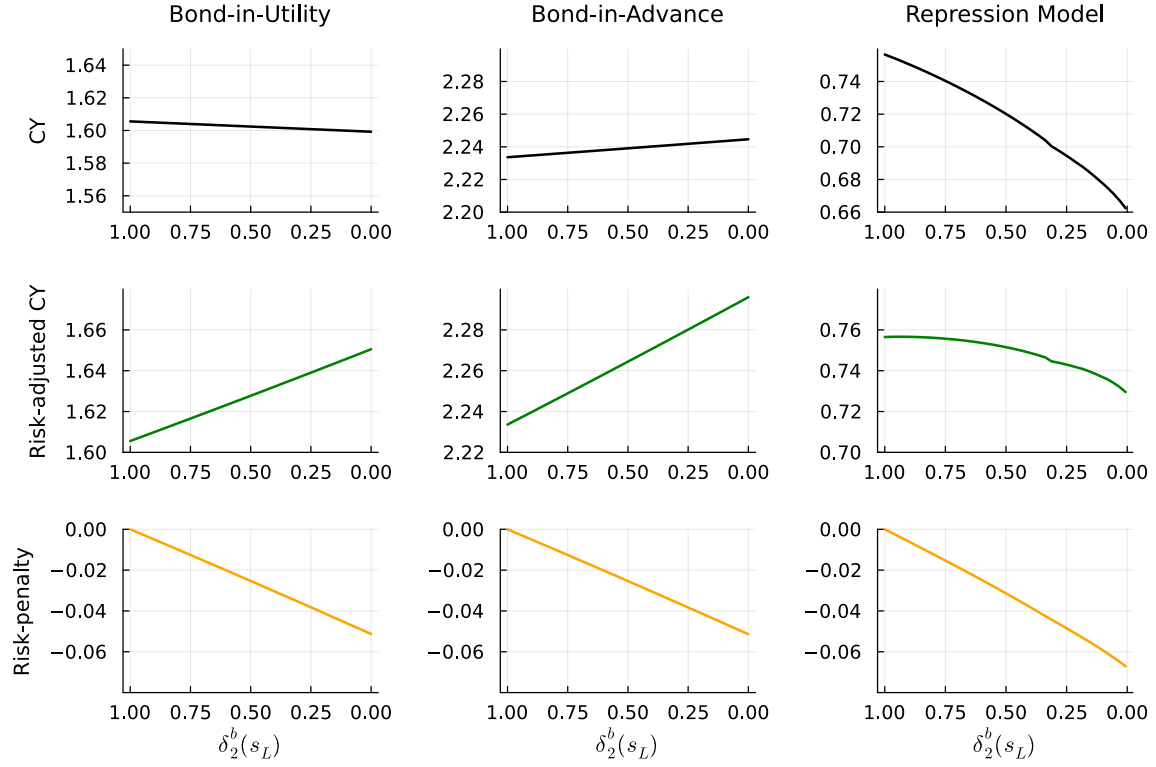 Bond-in-Utility Bond-in-Advance Repression Model
CY
1.64
1.62
1.60
1.58
1.56
1.00 0.75 0.50 0.25 0.00
2.28
2.26
2.24
2.22
2.20
1.00 0.75 0.50 0.25 0.00
0.74
0.72
0.70
0.68
0.66
1.00 0.75 0.50 0.25 0.00
Risk-adjusted CY
1.66
1.64
1.62
1.60
1.00 0.75 0.50 0.25 0.00
2.28
2.26
2.24
2.22
1.00 0.75 0.50 0.25 0.00
0.76
0.74
0.72
0.70
1.00 0.75 0.50 0.25 0.00
Risk-penalty
0.00
−0.02
−0.04
−0.06
1.00 0.75 0.50 0.25 0.00
δ₂ᵇ(s_L)
0.00
−0.02
−0.04
−0.06
1.00 0.75 0.50 0.25 0.00
δ₂ᵇ(s_L)
0.00
−0.02
−0.04
−0.06
1.00 0.75 0.50 0.25 0.00
δ₂ᵇ(s_L)